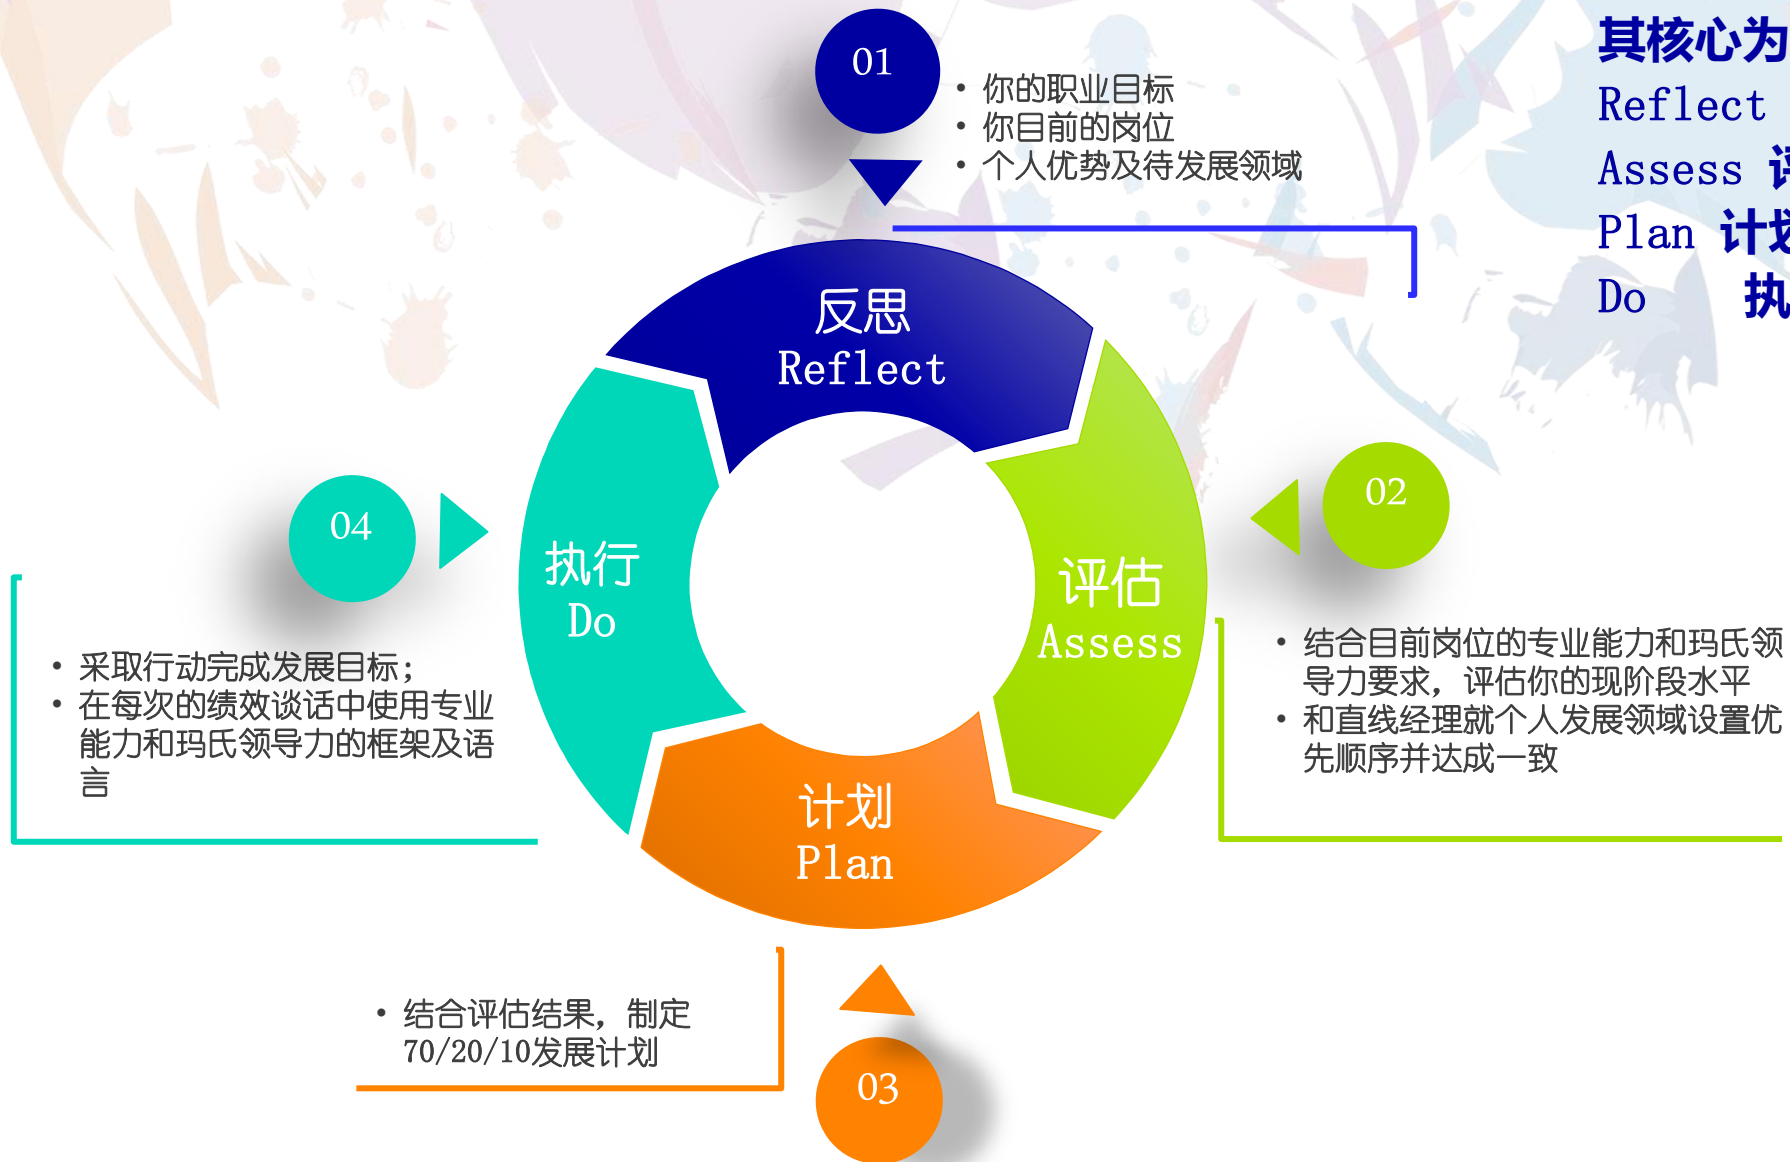 01
• 你的职业目标
• 你目前的岗位
• 个人优势及待发展领域
其核心为
Reflect
Assess
Plan 计划
Do 执
反思
Reflect
02
评估
Assess
• 结合目前岗位的专业能力和玛氏领
导力要求，评估你的现阶段水平
• 和直线经理就个人发展领域设置优
先顺序并达成一致
计划
Plan
03
• 结合评估结果，制定
70/20/10发展计划
04
执行
Do
• 采取行动完成发展目标；
• 在每次的绩效谈话中使用专业
能力和玛氏领导力的框架及语
言